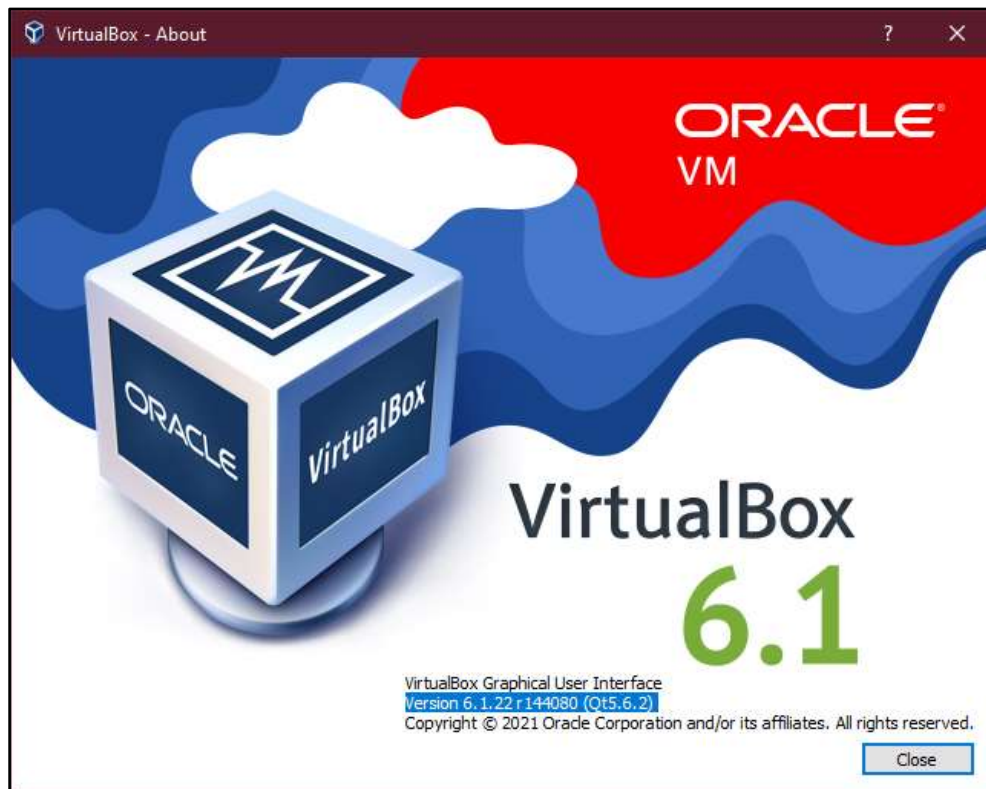 VirtualBox - About
? X
ORACLE®
VM
ORACLE
VirtualBox
VirtualBox
6.1
VirtualBox Graphical User Interface
Version 6.1.22 r144080 (Qt5.6.2)
Copyright © 2021 Oracle Corporation and/or its affiliates. All rights reserved.
Close